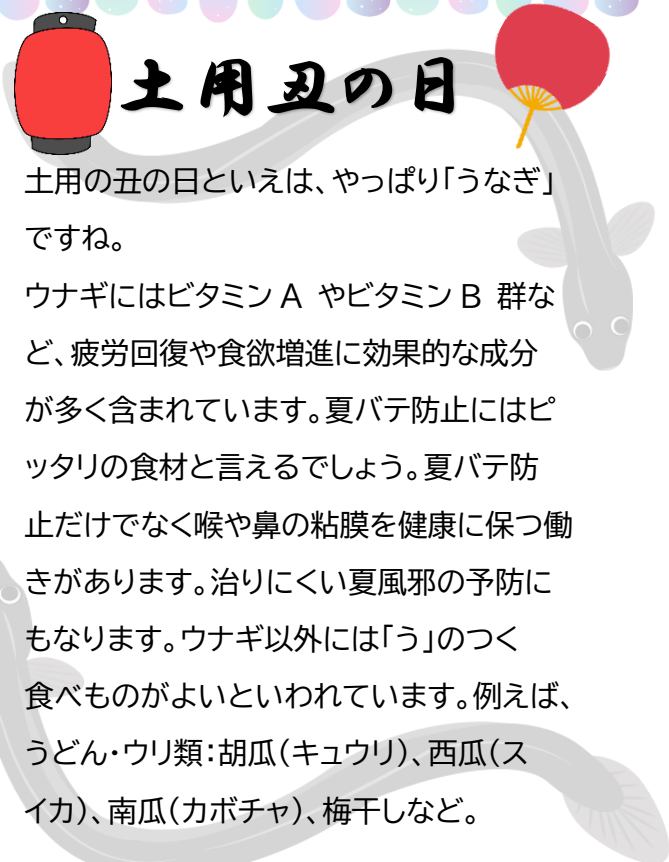 土用丑の日
土用の丑の日といえは、やっぱり「うなぎ」
ですね。
ウナギにはビタミン A やビタミン B 群な
ど、疲労回復や食欲増進に効果的な成分
が多く含まれています。夏バテ防止にはピ
ッタリの食材と言えるでしょう。夏バテ防
止だけでなく喉や鼻の粘膜を健康に保つ働
きがあります。治りにくい夏風邪の予防に
もなります。ウナギ以外には「う」のつく
食べものがよいといわれています。例えば、
うどん・ウリ類：胡瓜（キュウリ）、西瓜（ス
イカ）、南瓜（カボチャ）、梅干しなど。